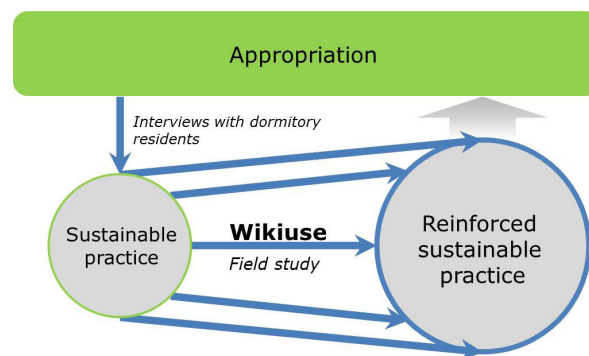 Appropriation
Interviews with dormitory
residents
Sustainable
practice
Wikiuse
Field study
Reinforced
sustainable
practice